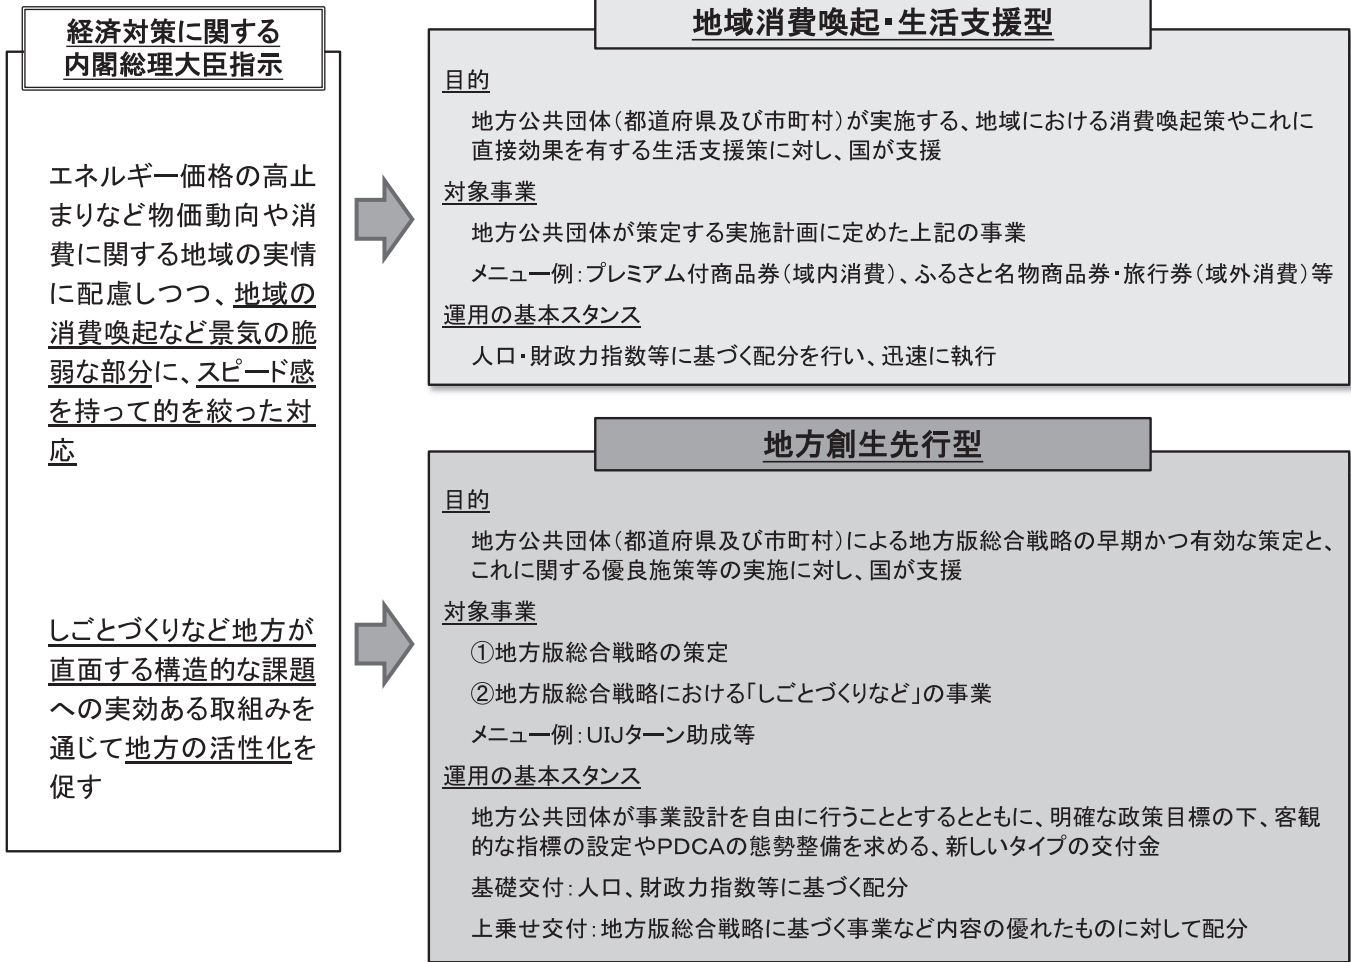 経済対策に関する
内閣総理大臣指示
エネルギー価格の高止
まりなど物価動向や消
費に関する地域の実情
に配慮しつつ、地域の
消費喚起など景気の脆
弱な部分に、スピード感
を持って的を絞った対
応
しごとづくりなど地方が
直面する構造的な課題
への実効ある取組みを
通じて地方の活性化を
促す
地域消費喚起・生活支援型
目的
地方公共団体(都道府県及び市町村)が実施する、地域における消費喚起策やこれに
直接効果を有する生活支援策に対し、国が支援
対象事業
地方公共団体が策定する実施計画に定めた上記の事業
メニュー例:プレミアム付商品券(域内消費)、ふるさと名物商品券・旅行券(域外消費)等
運用の基本スタンス
人口・財政力指数等に基づく配分を行い、迅速に執行
地方創生先行型
目的
地方公共団体(都道府県及び市町村)による地方版総合戦略の早期かつ有効な策定と、
これに関する優良施策等の実施に対し、国が支援
対象事業
①地方版総合戦略の策定
②地方版総合戦略における「しごとづくりなど」の事業
メニュー例:UIJターン助成等
運用の基本スタンス
地方公共団体が事業設計を自由に行うこととするとともに、明確な政策目標の下、客観
的な指標の設定やPDCAの態勢整備を求める、新しいタイプの交付金
基礎交付:人口、財政力指数等に基づく配分
上乗せ交付:地方版総合戦略に基づく事業など内容の優れたものに対して配分